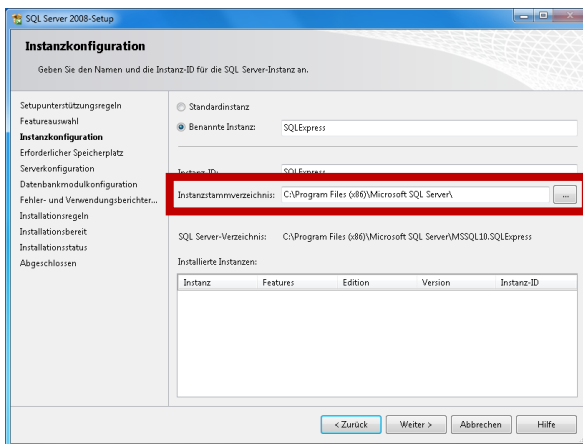 SQL Server 2008-Setup
Instanzkonfiguration
Geben Sie den Namen und die Instanz-ID für die SQL Server-Instanz an.
Setupunterstützungsregeln
Featureauswahl
Instanzkonfiguration
Erforderlicher Speicherplatz
Serverkonfiguration
Datenbankmodulkonfiguration
Fehler- und Verwendungsberichter...
Installationsregeln
Installationsbereit
Installationsstatus
Abgeschlossen
Standardinstanz
Benannte Instanz: SQLExpress
Instanz-ID: SQLExpress
Instanzstammverzeichnis: C:\Program Files (x86)\Microsoft SQL Server\ ...
SQL Server-Verzeichnis: C:\Program Files (x86)\Microsoft SQL Server\MSSQL10.SQLExpress
Installierte Instanzen:
Instanz Features Edition Version Instanz-ID
< Zurück Weiter > Abbrechen Hilfe